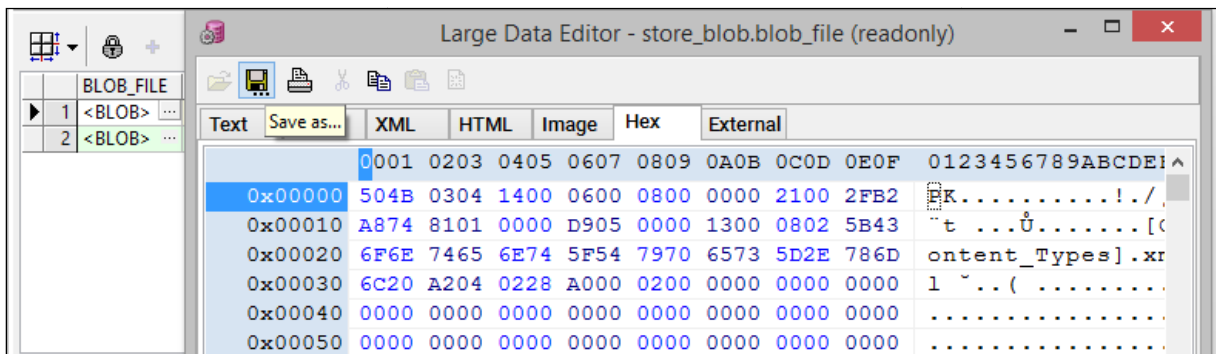 Large Data Editor - store_blob.blob_file (readonly)
BLOB_FILE
1 <BLOB> ...
2 <BLOB> ...
Save as...
Text XML HTML Image Hex External
0001 0203 0405 0607 0809 0A0B 0C0D 0E0F 0123456789ABCDE
0x00000 504B 0304 1400 0600 0800 0000 2100 2FB2 PK..........!./
0x00010 A874 8101 0000 D905 0000 1300 0802 5B43 ¨t ...Ů.......[C
0x00020 6F6E 7465 6E74 5F54 7970 6573 5D2E 786D ontent_Types].xm
0x00030 6C20 A204 0228 A000 0200 0000 0000 0000 l ˘..( .........
0x00040 0000 0000 0000 0000 0000 0000 0000 0000 ...............
0x00050 0000 0000 0000 0000 0000 0000 0000 0000 ...............